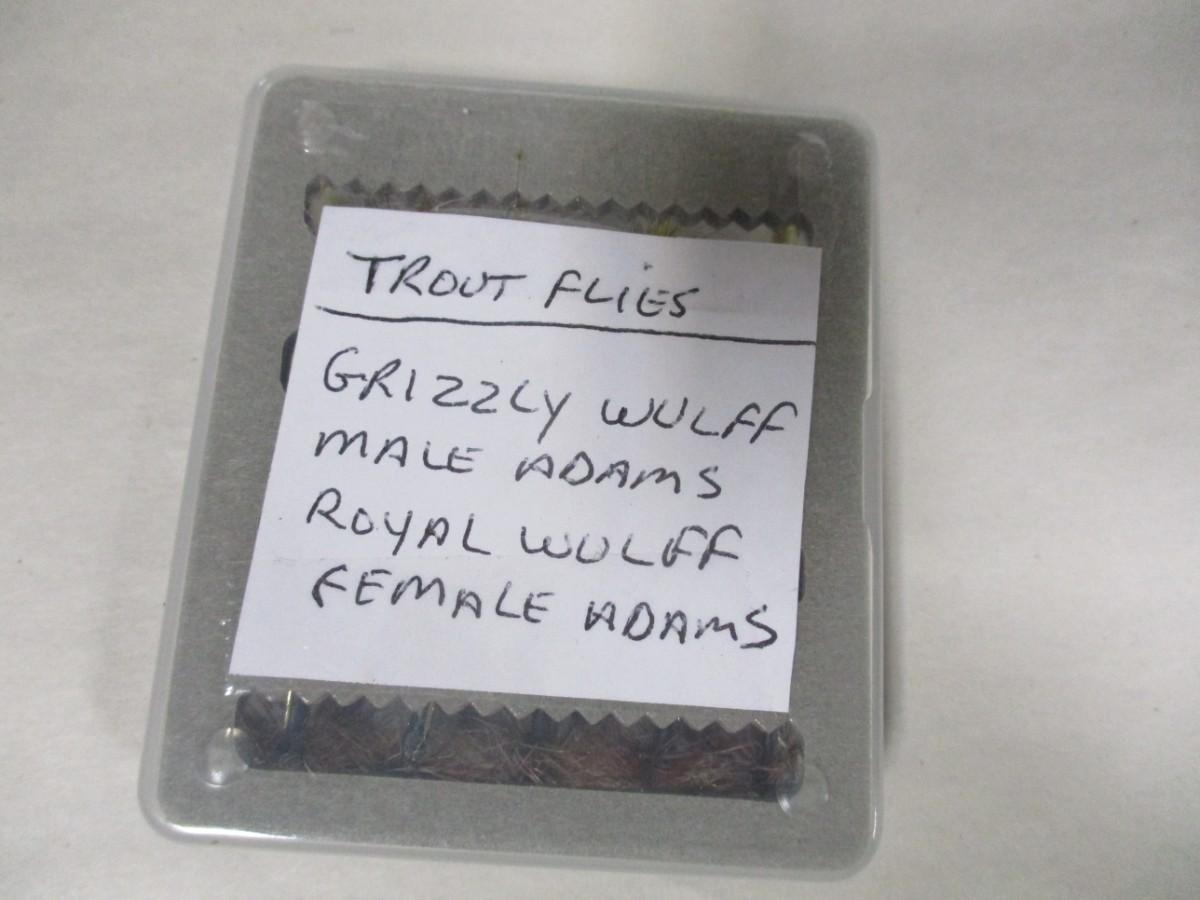 TROUT FLIES
GRIZZLY WULFF
MALE ADAMS
ROYAL WULFF
FEMALE ADAMS